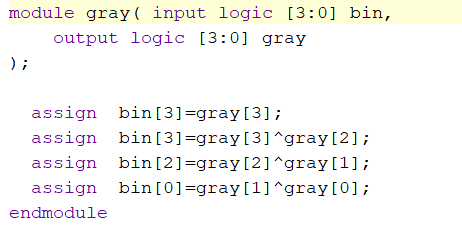 module gray( input logic [3:0] bin,
output logic [3:0] gray
);
assign bin[3]=gray[3];
assign bin[3]=gray[3]^gray[2];
assign bin[2]=gray[2]^gray[1];
assign bin[0]=gray[1]^gray[0];
endmodule